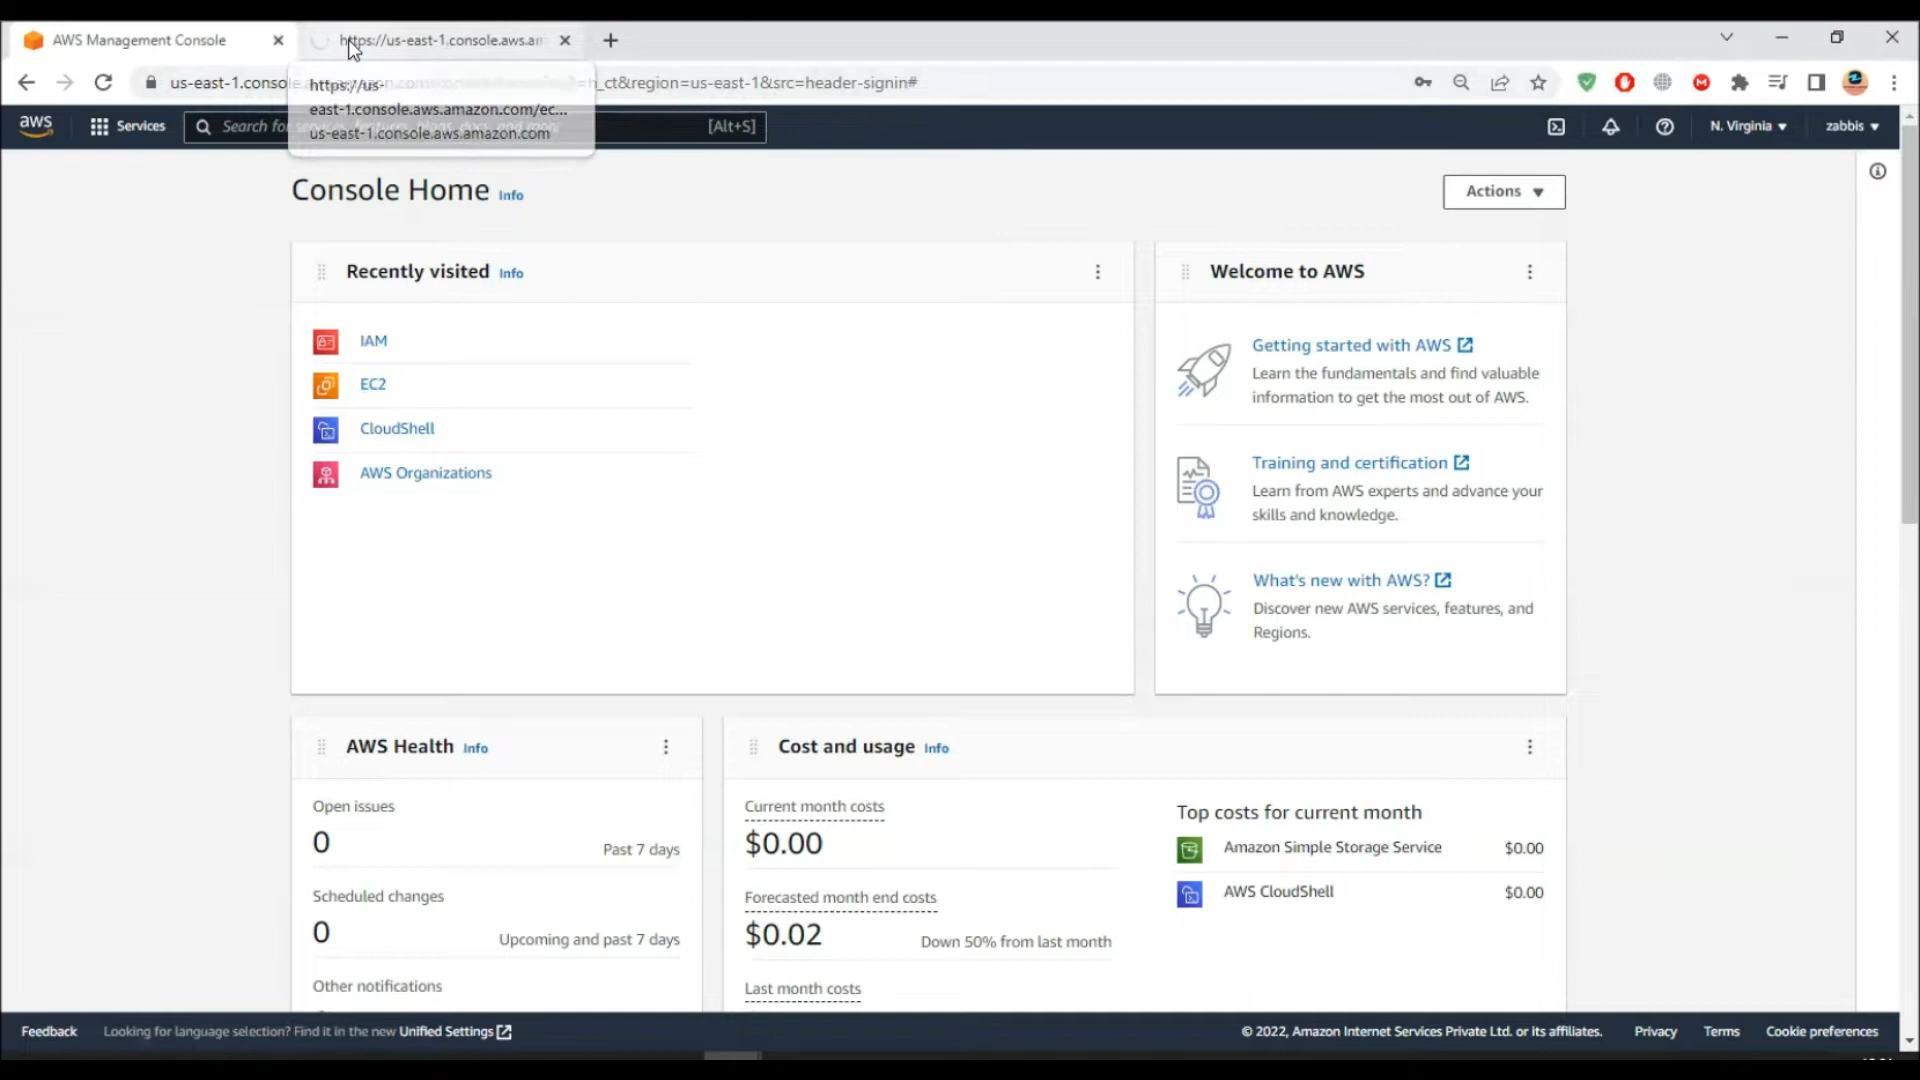 AWS Management Console
https://us-east-1.console.aws.am
us-east-1.console
h_ct&region=us-east-1&src=header-signin#
https://us-
east-1.console.aws.amazon.com/ec...
us-east-1.console.aws.amazon.com
aws
Services
Search for services, features, blogs, docs, and more
[Alt+S]
N. Virginia
zabbis
Console Home Info
Actions
Recently visited Info
IAM
EC2
CloudShell
AWS Organizations
Welcome to AWS
Getting started with AWS
Learn the fundamentals and find valuable
information to get the most out of AWS.
Training and certification
Learn from AWS experts and advance your
skills and knowledge.
What's new with AWS?
Discover new AWS services, features, and
Regions.
AWS Health Info
Open issues
0
Past 7 days
Scheduled changes
0
Upcoming and past 7 days
Other notifications
Cost and usage Info
Current month costs
$0.00
Forecasted month end costs
$0.02
Down 50% from last month
Last month costs
Top costs for current month
Amazon Simple Storage Service $0.00
AWS CloudShell $0.00
Feedback
Looking for language selection? Find it in the new Unified Settings
© 2022, Amazon Internet Services Private Ltd. or its affiliates.
Privacy
Terms
Cookie preferences